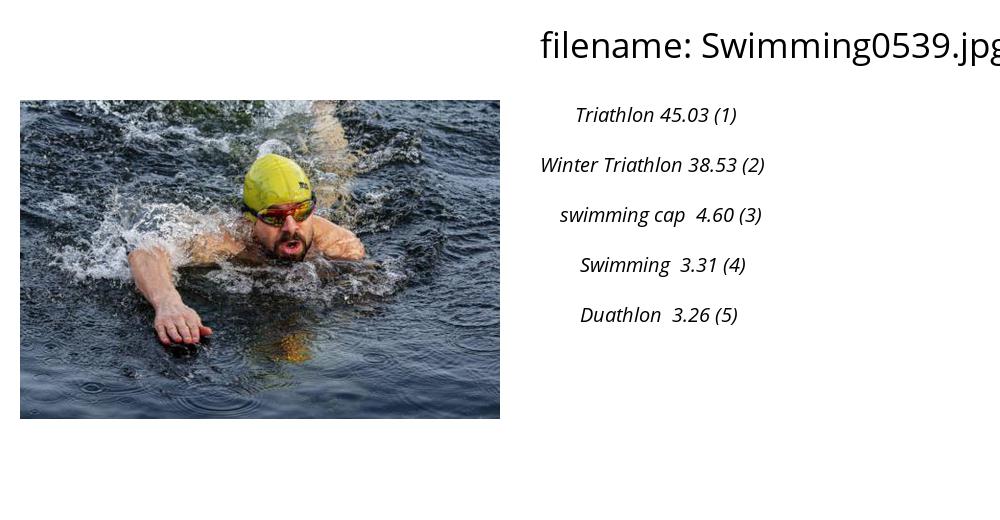 filename: Swimming0539.jpg
Triathlon 45.03 (1)
Winter Triathlon 38.53 (2)
swimming cap 4.60 (3)
Swimming 3.31 (4)
Duathlon 3.26 (5)